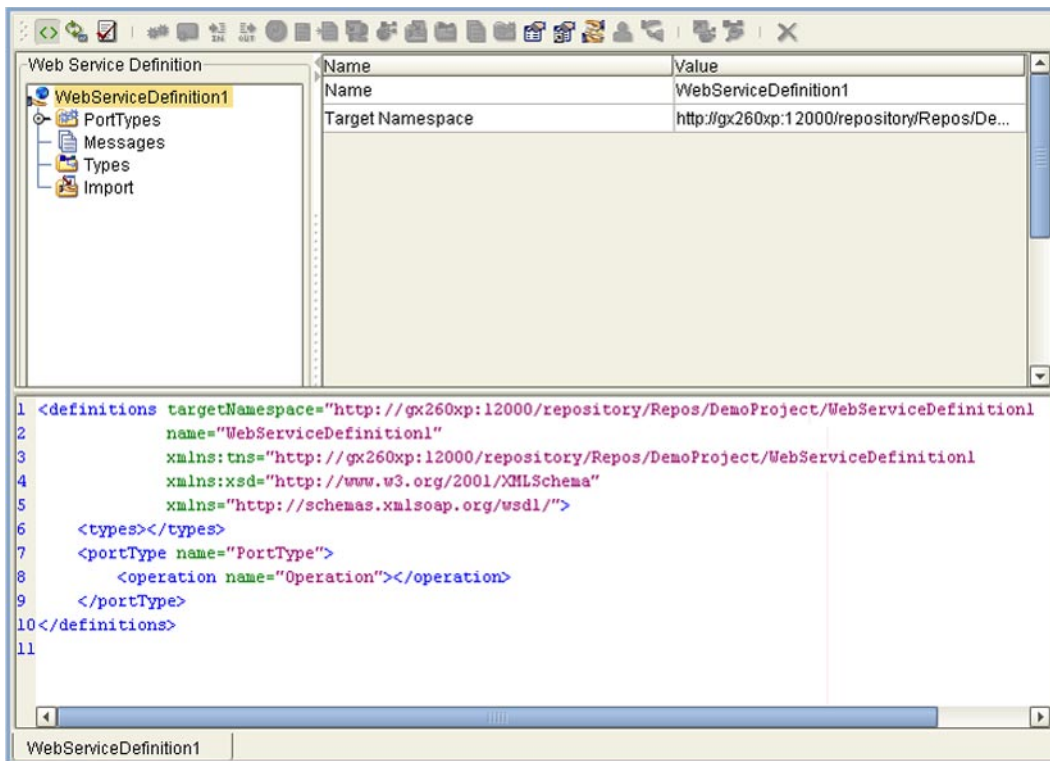 Web Service Definition
WebServiceDefinition1
PortTypes
Messages
Types
Import
Name Value
Name WebServiceDefinition1
Target Namespace http://gx260xp:12000/repository/Repos/De...
1 <definitions targetNamespace="http://gx260xp:12000/repository/Repos/DemoProject/WebServiceDefinition1
2 name="WebServiceDefinition1"
3 xmlns:tns="http://gx260xp:12000/repository/Repos/DemoProject/WebServiceDefinition1
4 xmlns:xsd="http://www.w3.org/2001/XMLSchema"
5 xmlns="http://schemas.xmlsoap.org/wsdl/">
6 <types></types>
7 <portType name="PortType">
8 <operation name="Operation"></operation>
9 </portType>
10 </definitions>
11
WebServiceDefinition1